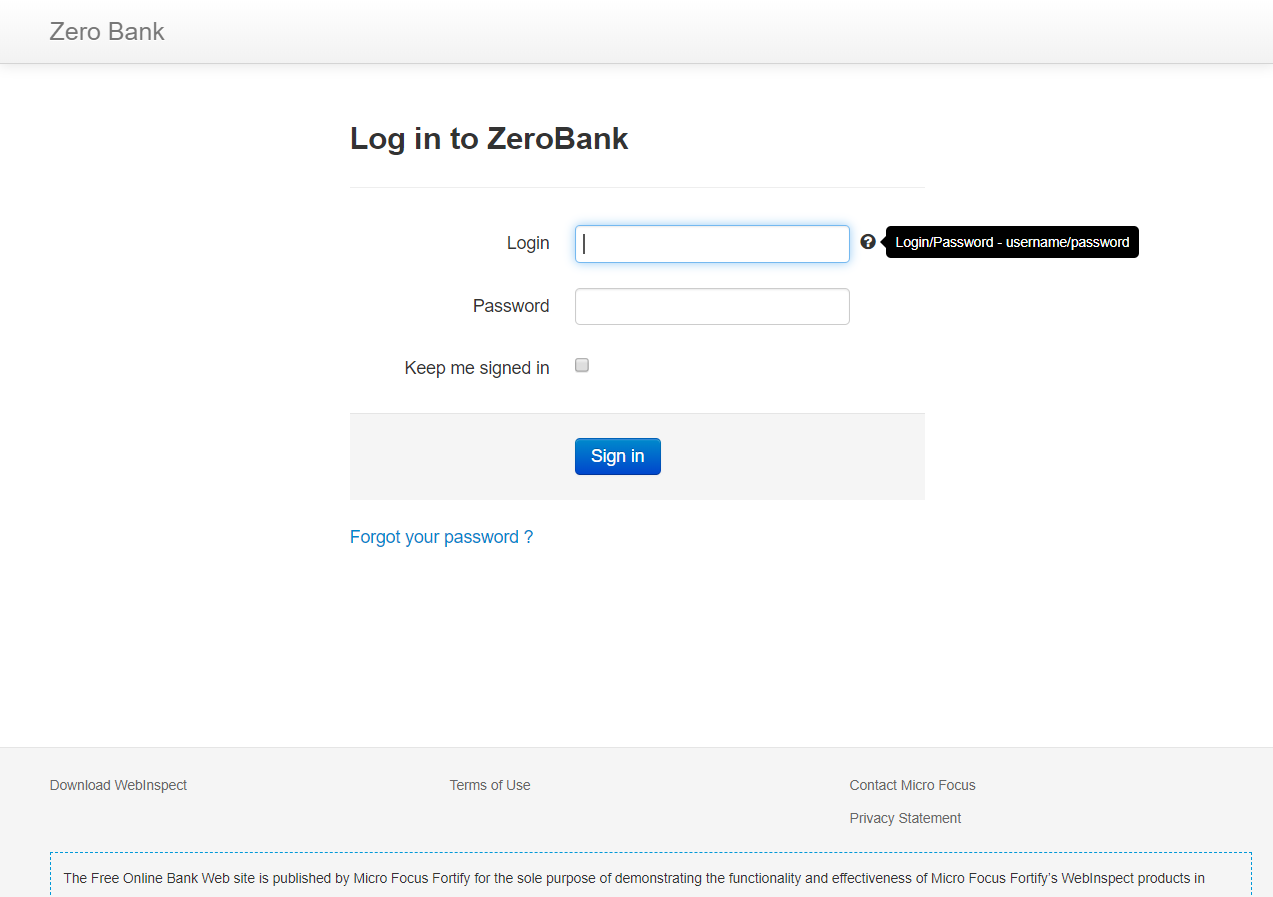 Zero Bank
Log in to ZeroBank
Login
Login/Password - username/password
Password
Keep me signed in
Sign in
Forgot your password ?
Download WebInspect
Terms of Use
Contact Micro Focus
Privacy Statement
The Free Online Bank Web site is published by Micro Focus Fortify for the sole purpose of demonstrating the functionality and effectiveness of Micro Focus Fortify's WebInspect products in